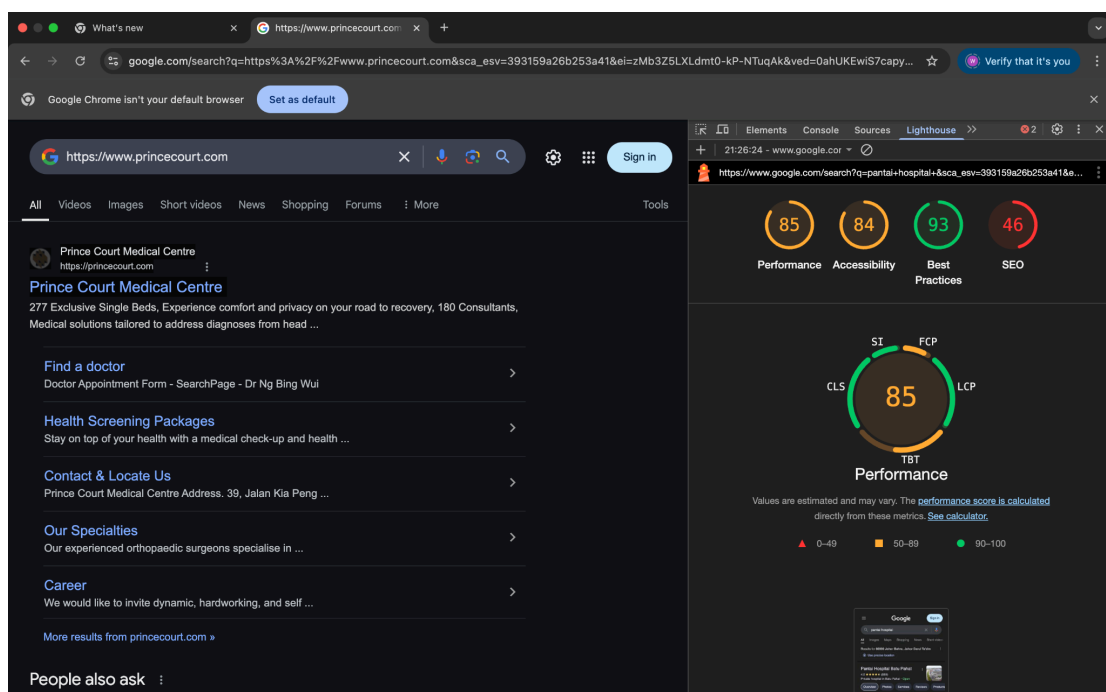 What's new
https://www.princecourt.com
google.com/search?q=https%3A%2F%2Fwww.princecourt.com&sca_esv=393159a26b253a41&ei=zMb3Z5LXLdmt0-kP-NTuqAk&ved=0ahUKEwiS7capy...
Verify that it's you
Google Chrome isn't your default browser
Set as default
https://www.princecourt.com
Sign in
All
Videos
Images
Short videos
News
Shopping
Forums
More
Tools
Prince Court Medical Centre
https://princecourt.com
Prince Court Medical Centre
277 Exclusive Single Beds, Experience comfort and privacy on your road to recovery, 180 Consultants,
Medical solutions tailored to address diagnoses from head ...
Find a doctor
Doctor Appointment Form - SearchPage - Dr Ng Bing Wui
Health Screening Packages
Stay on top of your health with a medical check-up and health ...
Contact & Locate Us
Prince Court Medical Centre Address. 39, Jalan Kia Peng ...
Our Specialties
Our experienced orthopaedic surgeons specialise in ...
Career
We would like to invite dynamic, hardworking, and self ...
More results from princecourt.com »
People also ask
Elements
Console
Sources
Lighthouse
2
21:26:24 - www.google.cor
https://www.google.com/search?q=pantai+hospital+&sca_esv=393159a26b253a41&e...
85
84
93
46
Performance
Accessibility
Best
Practices
SEO
SI
FCP
CLS
LCP
85
TBT
Performance
Values are estimated and may vary. The performance score is calculated
directly from these metrics. See calculator.
0–49
50–89
90–100
Google
pantai hospital
Pantai Hospital Batu Pahat